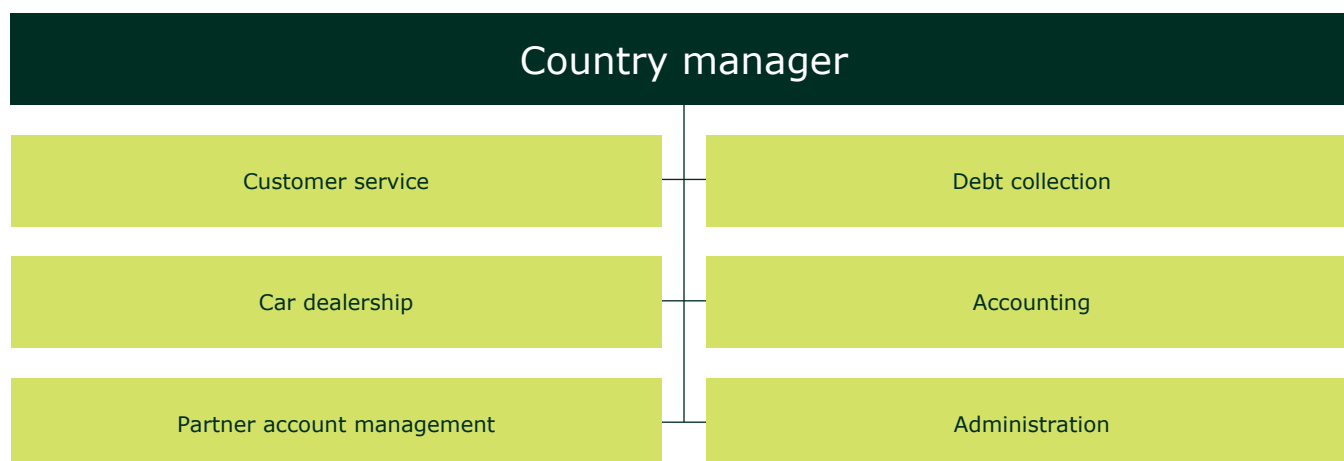 Country manager
Customer service
Debt collection
Car dealership
Accounting
Partner account management
Administration